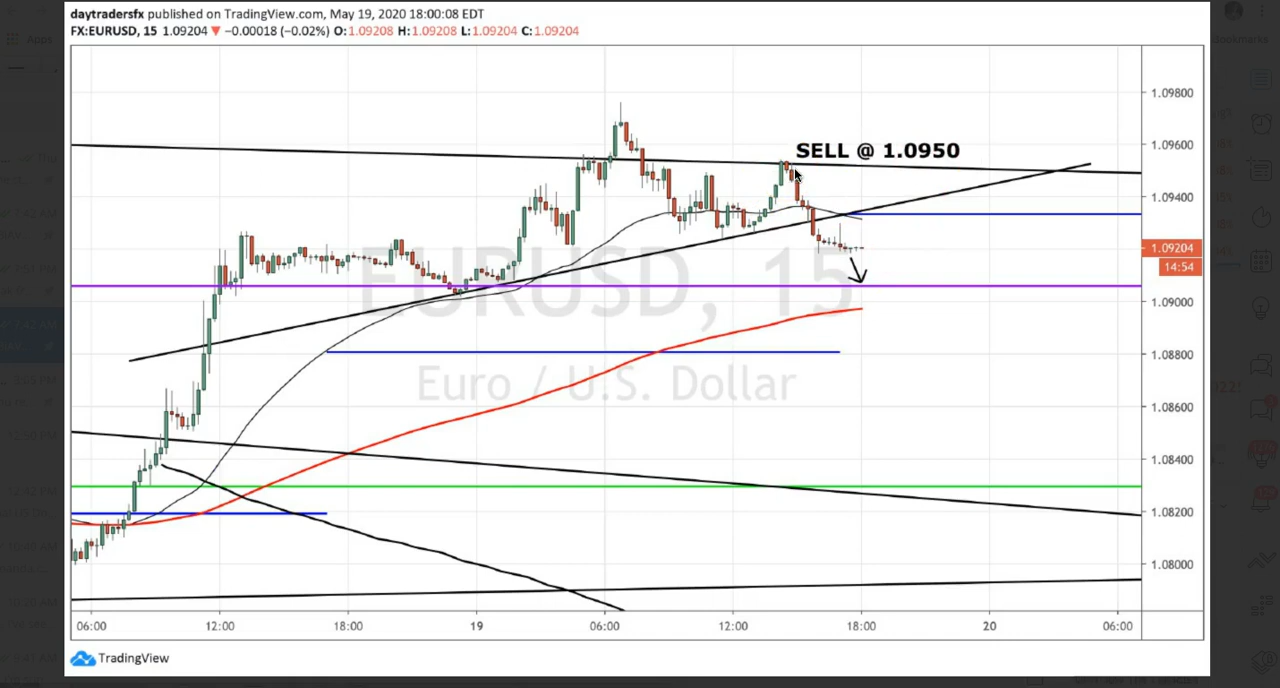 daytradersfx published on TradingView.com, May 19, 2020 18:00:08 EDT
FX:EURUSD, 15 1.09204 ▼ −0.00018 (−0.02%) O:1.09208 H:1.09208 L:1.09204 C:1.09204
Apps
1.09800
SELL @ 1.0950
1.09600
1.09400
1.09204
14:54
EURUSD, 15
1.09000
1.08800
Euro / U.S. Dollar
1.08600
1.08400
1.08200
1.08000
06:00 12:00 18:00 19 06:00 12:00 18:00 20 06:00
TradingView